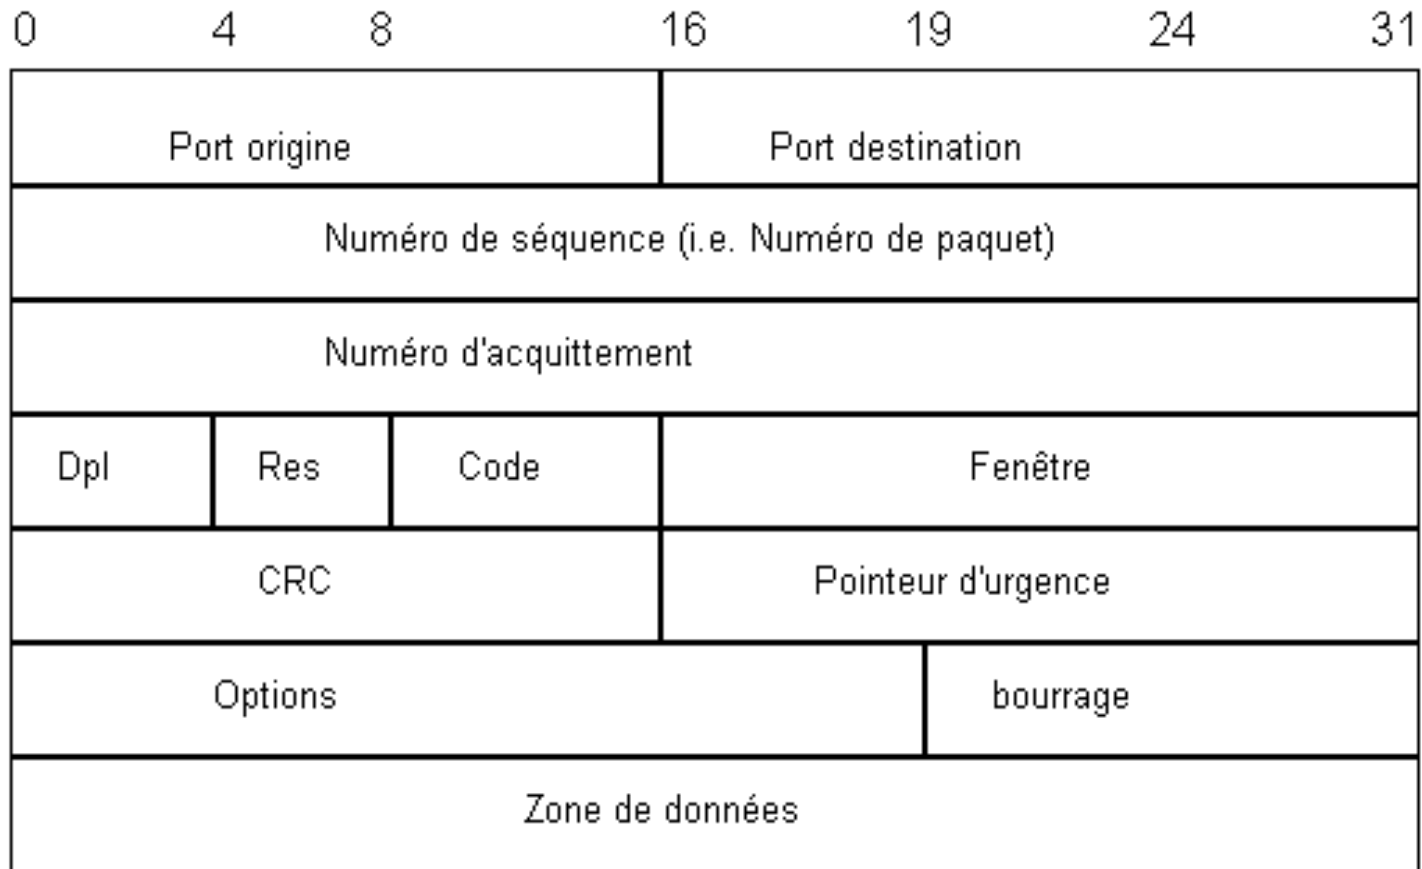 0 4 8 16 19 24 31
Port origine Port destination
Numéro de séquence (i.e. Numéro de paquet)
Numéro d'acquittement
Dpl Res Code Fenêtre
CRC Pointeur d'urgence
Options bourrage
Zone de données